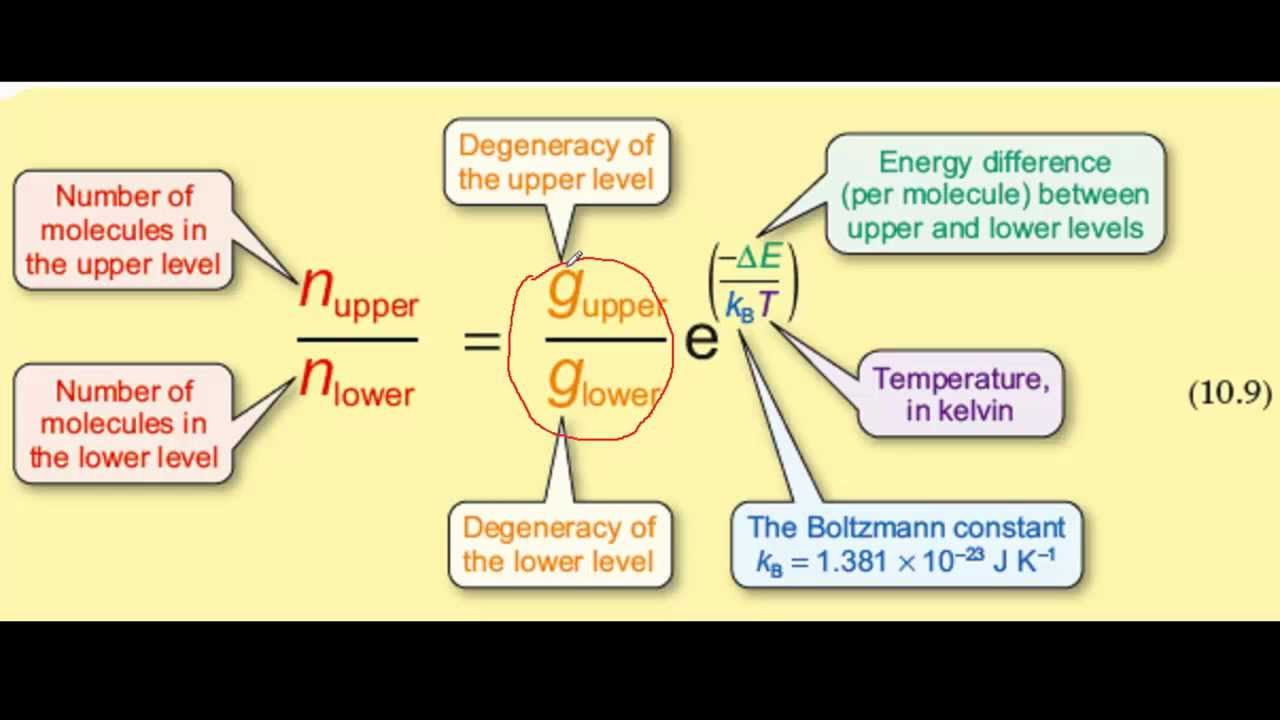 Degeneracy of
the upper level
Energy difference
(per molecule) between
upper and lower levels
Number of
molecules in
the upper level
n_upper / n_lower = g_upper / g_lower e^(−ΔE / k_B T)
(10.9)
Temperature,
in kelvin
Number of
molecules in
the lower level
Degeneracy of
the lower level
The Boltzmann constant
k_B = 1.381 × 10⁻²³ J K⁻¹